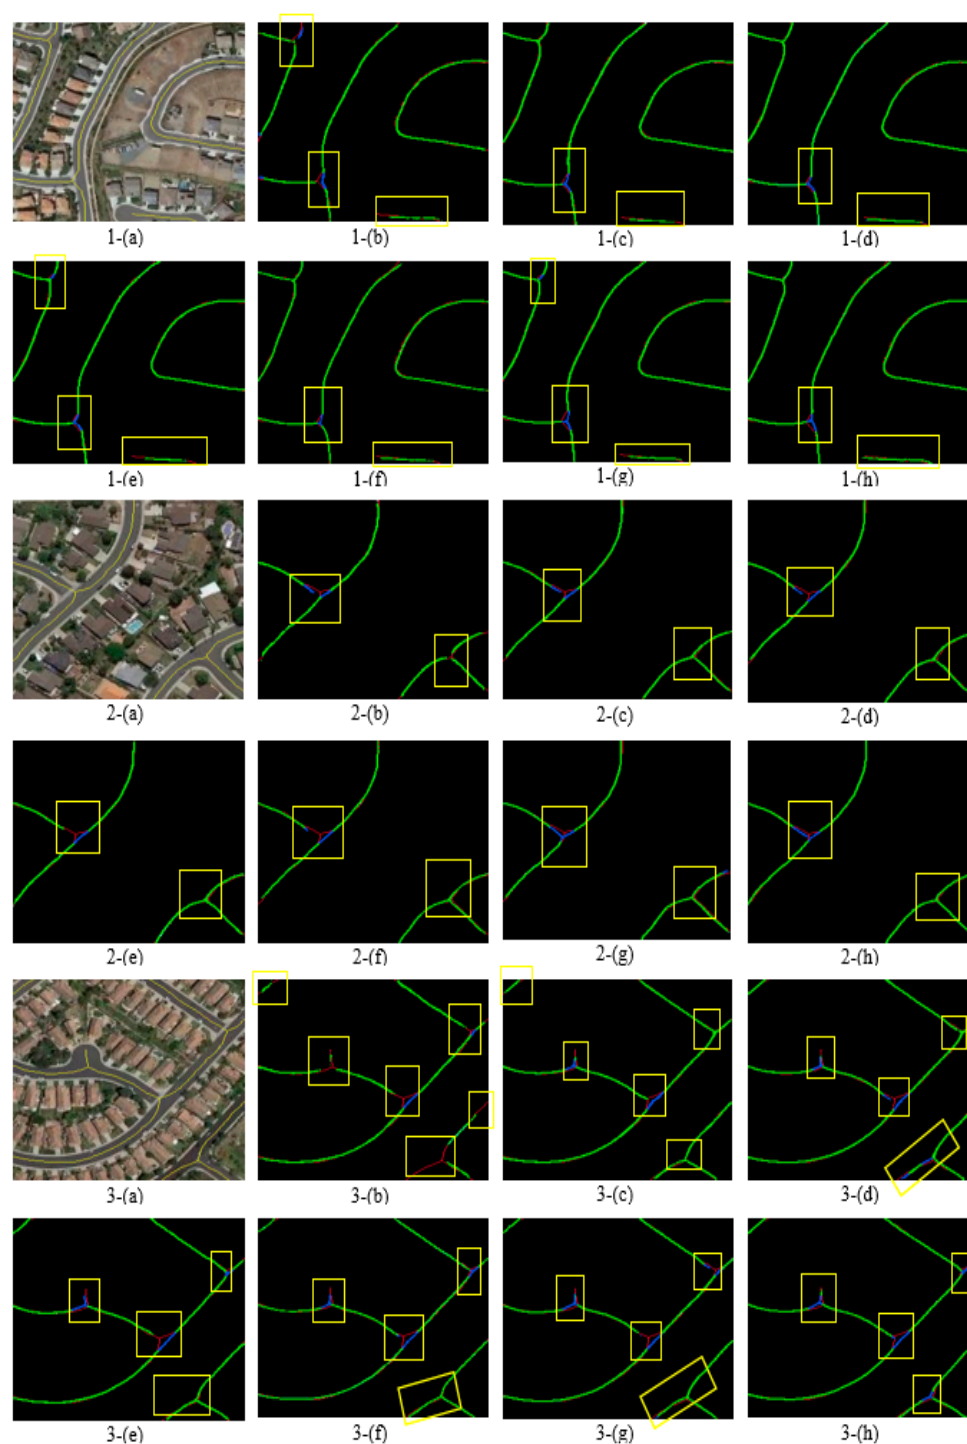 1-(a) 1-(b) 1-(c) 1-(d)
1-(e) 1-(f) 1-(g) 1-(h)
2-(a) 2-(b) 2-(c) 2-(d)
2-(e) 2-(f) 2-(g) 2-(h)
3-(a) 3-(b) 3-(c) 3-(d)
3-(e) 3-(f) 3-(g) 3-(h)